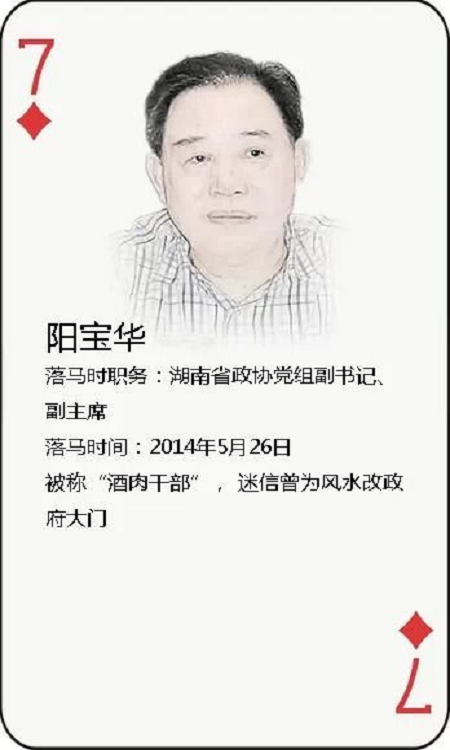 7
阳宝华
落马时职务：湖南省政协党组副书记、
副主席
落马时间：2014年5月26日
被称“酒肉干部”，迷信曾为风水改政
府大门
7